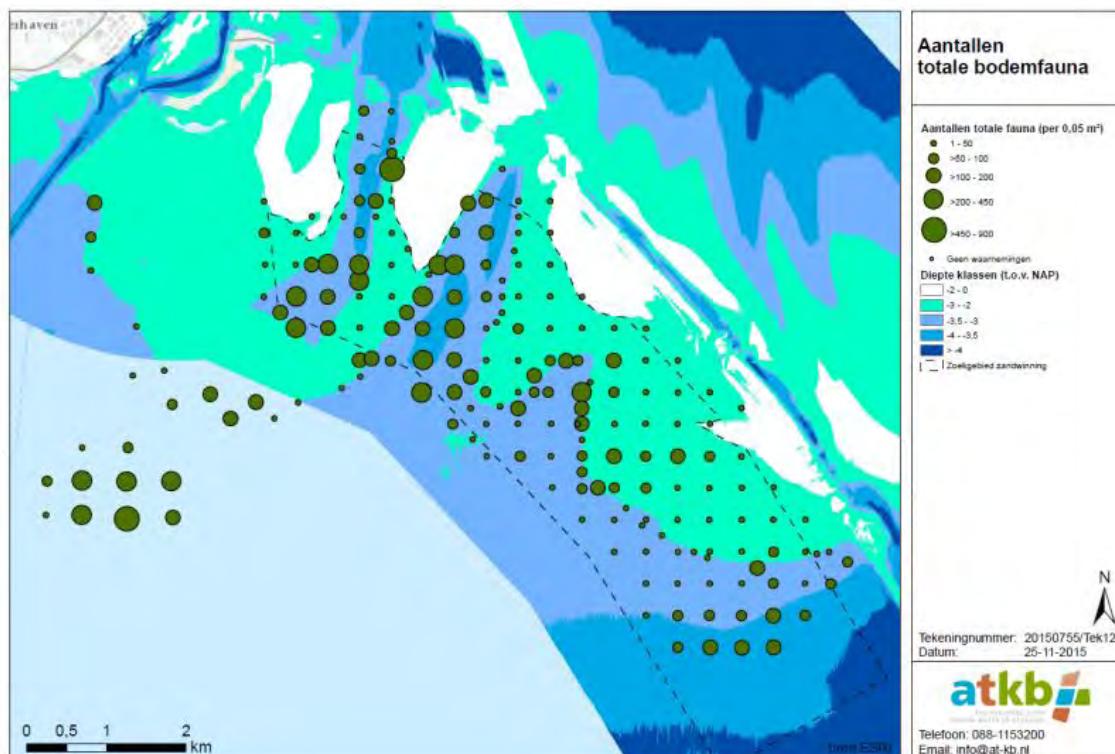 enhaven
Aantallen
totale bodemfauna
Aantallen totale fauna (per 0,05 m²)
1 - 50
>50 - 100
>100 - 200
>200 - 450
>450 - 900
Geen waarnemingen
Diepte klassen (t.o.v. NAP)
-2 - 0
-3 - -2
-3,5 - -3
-4 - -3,5
> -4
Zoekgebied zandwinning
N
Tekeningnummer: 20150755/Tek12
Datum: 25-11-2015
atkb
Telefoon: 088-1153200
Email: info@at-kb.nl
0 0,5 1 2
km